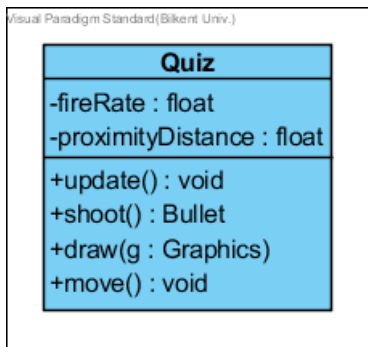 Visual Paradigm Standard(Bilkent Univ.)
Quiz
-fireRate : float
-proximityDistance : float
+update() : void
+shoot() : Bullet
+draw(g : Graphics)
+move() : void